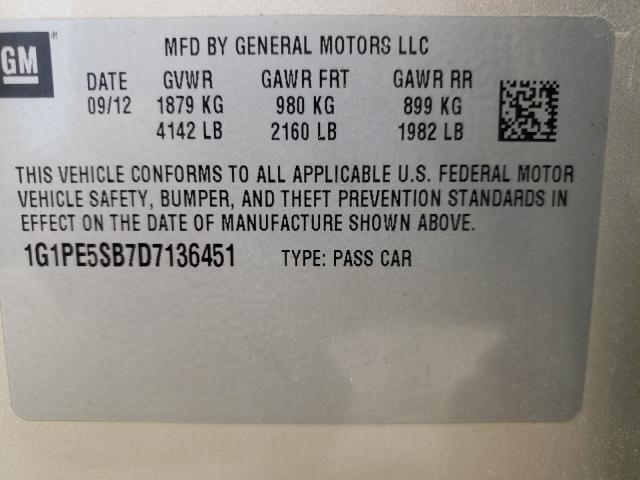 GM®
MFD BY GENERAL MOTORS LLC
DATE GVWR GAWR FRT GAWR RR
09/12 1879 KG 980 KG 899 KG
4142 LB 2160 LB 1982 LB
THIS VEHICLE CONFORMS TO ALL APPLICABLE U.S. FEDERAL MOTOR
VEHICLE SAFETY, BUMPER, AND THEFT PREVENTION STANDARDS IN
EFFECT ON THE DATE OF MANUFACTURE SHOWN ABOVE.
1G1PE5SB7D7136451 TYPE: PASS CAR